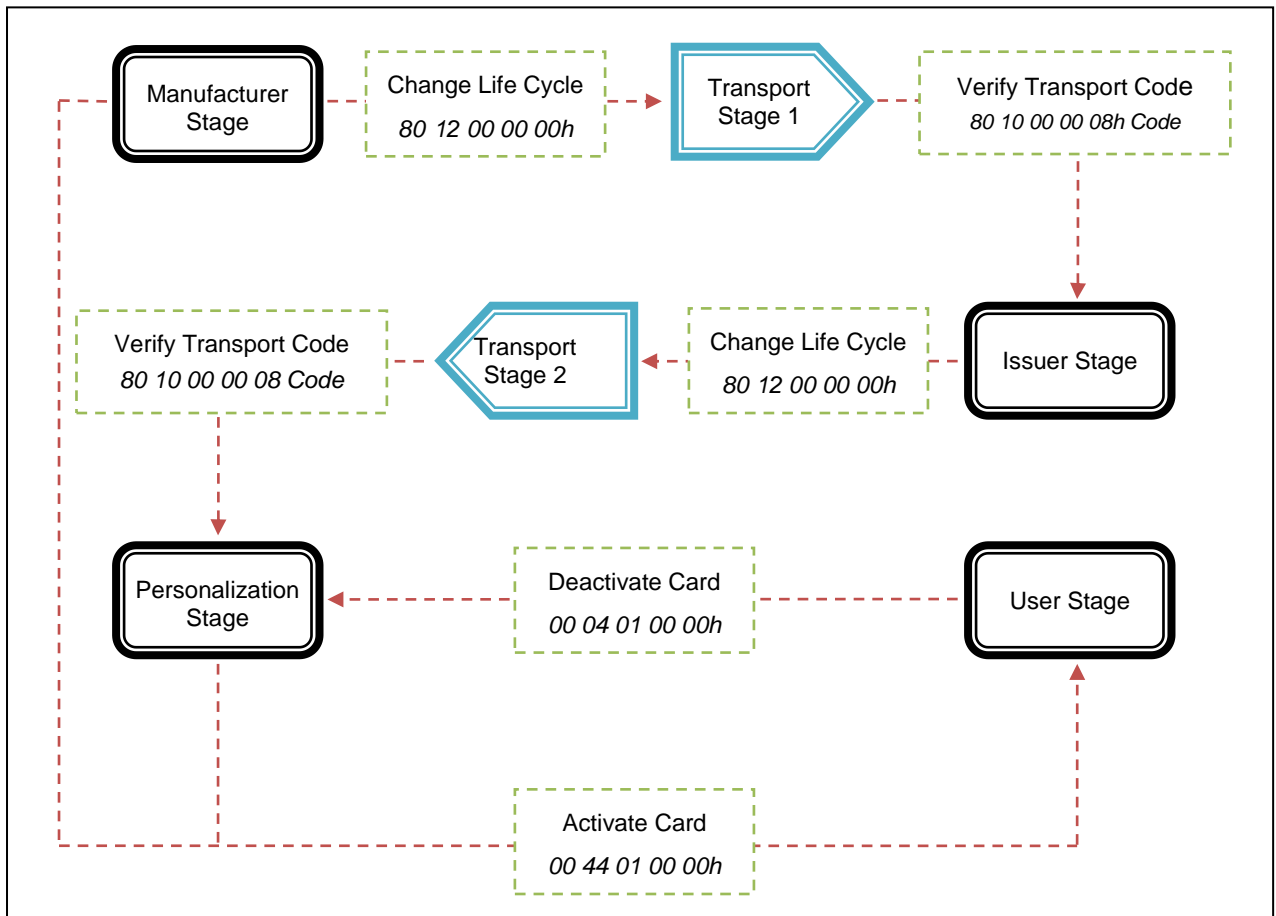 Manufacturer
Stage
Change Life Cycle
80 12 00 00 00h
Transport
Stage 1
Verify Transport Code
80 10 00 00 08h Code
Verify Transport Code
80 10 00 00 08 Code
Transport
Stage 2
Change Life Cycle
80 12 00 00 00h
Issuer Stage
Personalization
Stage
Deactivate Card
00 04 01 00 00h
User Stage
Activate Card
00 44 01 00 00h